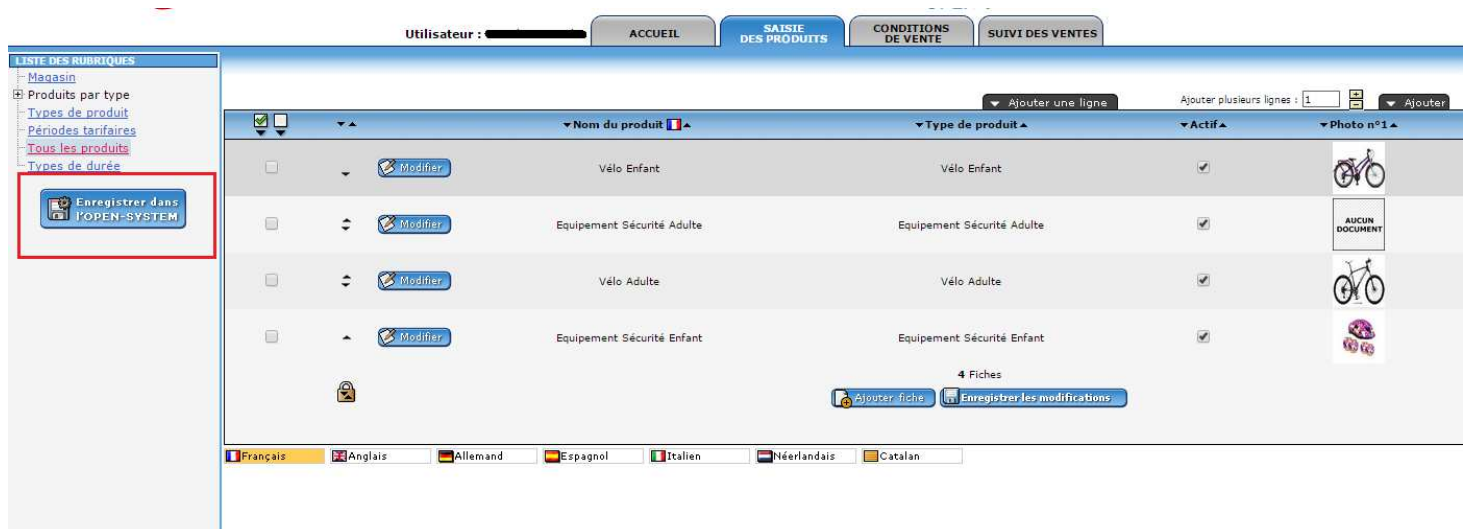 Utilisateur :
ACCUEIL
SAISIE
DES PRODUITS
CONDITIONS
DE VENTE
SUIVI DES VENTES
LISTE DES RUBRIQUES
Magasin
Produits par type
Types de produit
Périodes tarifaires
Tous les produits
Types de durée
Enregistrer dans
l'OPEN-SYSTEM
Ajouter une ligne
Ajouter plusieurs lignes : 1
Ajouter
Nom du produit
Type de produit
Actif
Photo n°1
Modifier
Vélo Enfant
Vélo Enfant
Modifier
Equipement Sécurité Adulte
Equipement Sécurité Adulte
AUCUN
DOCUMENT
Modifier
Vélo Adulte
Vélo Adulte
Modifier
Equipement Sécurité Enfant
Equipement Sécurité Enfant
4 Fiches
Ajouter fiche
Enregistrer les modifications
Français
Anglais
Allemand
Espagnol
Italien
Néerlandais
Catalan